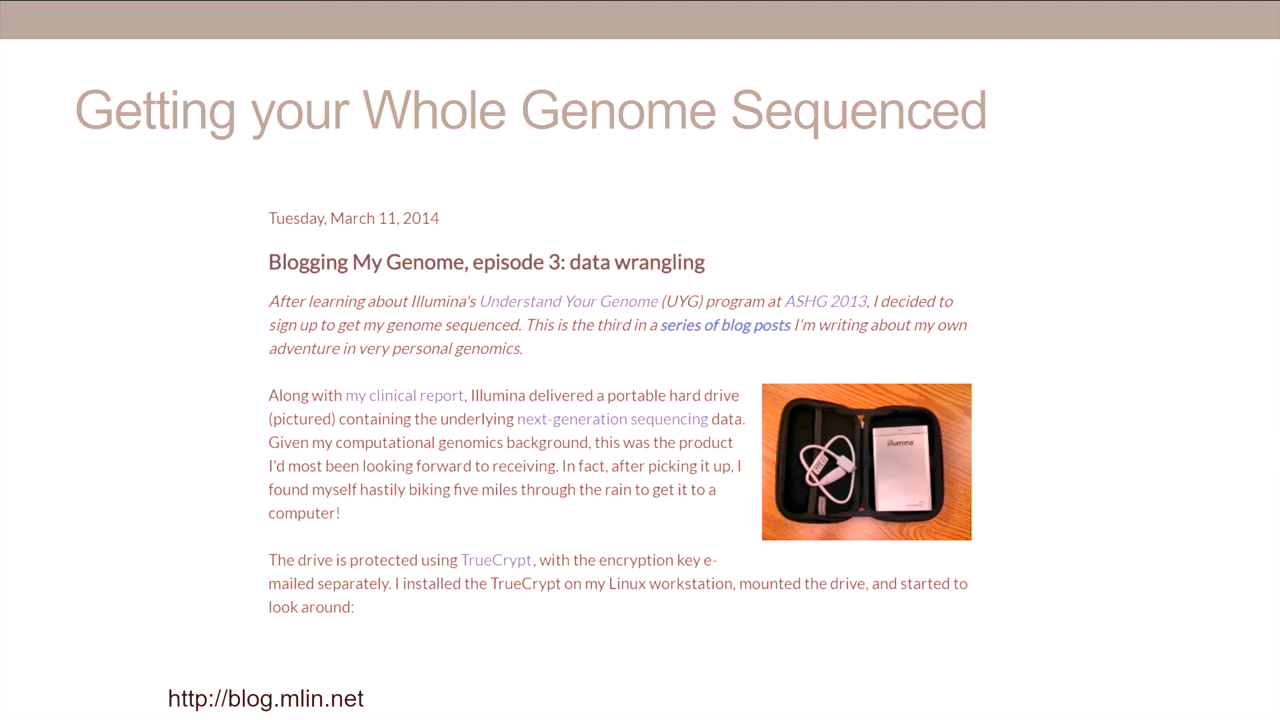 Getting your Whole Genome Sequenced
Tuesday, March 11, 2014
Blogging My Genome, episode 3: data wrangling
After learning about Illumina's Understand Your Genome (UYG) program at ASHG 2013, I decided to
sign up to get my genome sequenced. This is the third in a series of blog posts I'm writing about my own
adventure in very personal genomics.
Along with my clinical report, Illumina delivered a portable hard drive
(pictured) containing the underlying next-generation sequencing data.
Given my computational genomics background, this was the product
I'd most been looking forward to receiving. In fact, after picking it up, I
found myself hastily biking five miles through the rain to get it to a
computer!
illumina
The drive is protected using TrueCrypt, with the encryption key e-
mailed separately. I installed the TrueCrypt on my Linux workstation, mounted the drive, and started to
look around:
http://blog.mlin.net